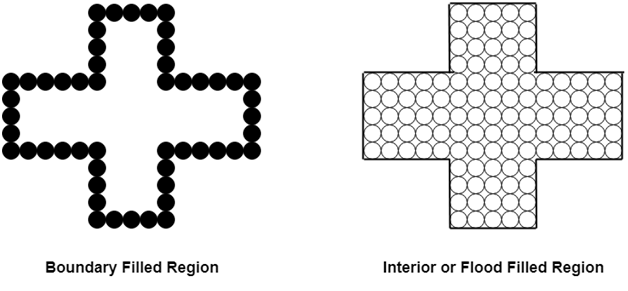 Boundary Filled Region
Interior or Flood Filled Region